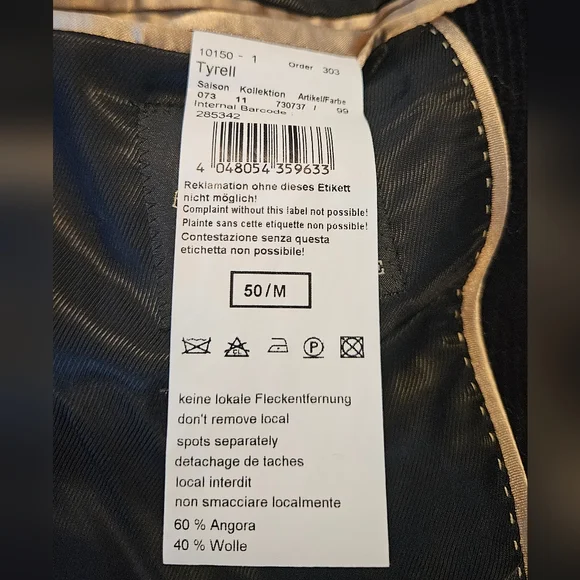 10150 - 1 Order 303
Tyrell
Saison Kollektion Artikel/Farbe
073 11 730737 / 99
Internal Barcode :
285342
4 048054 359633
Reklamation ohne dieses Etikett
nicht möglich!
Complaint without this label not possible!
Plainte sans cette etiquette non possible!
Contestazione senza questa
etichetta non possibile!
50/M
CL
P
keine lokale Fleckentfernung
don't remove local
spots separately
detachage de taches
local interdit
non smacciare localmente
60 % Angora
40 % Wolle